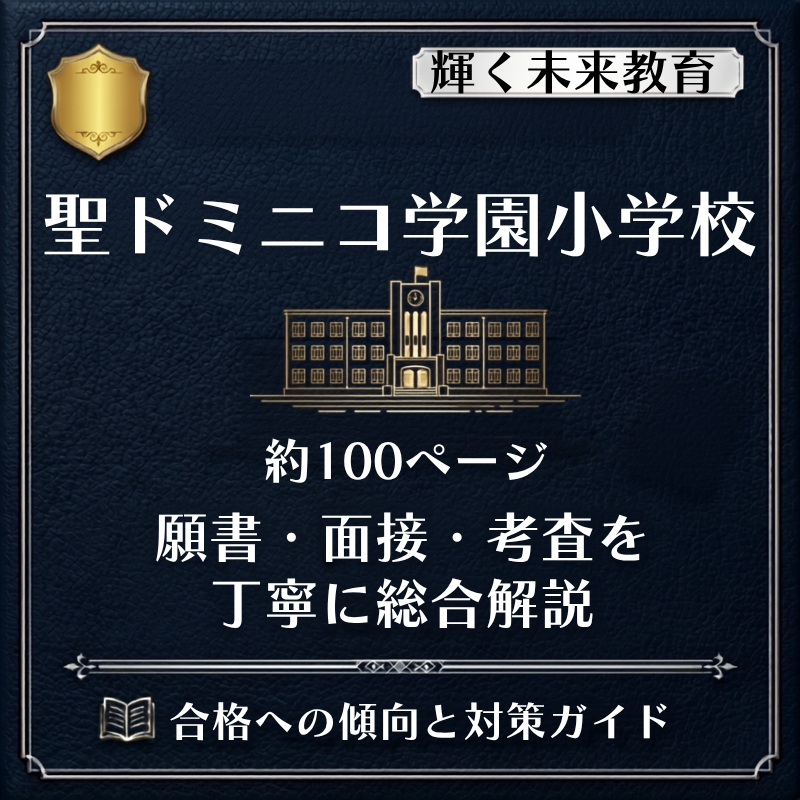 輝く未来教育
聖ドミニコ学園小学校
約100ページ
願書・面接・考査を
丁寧に総合解説
合格への傾向と対策ガイド